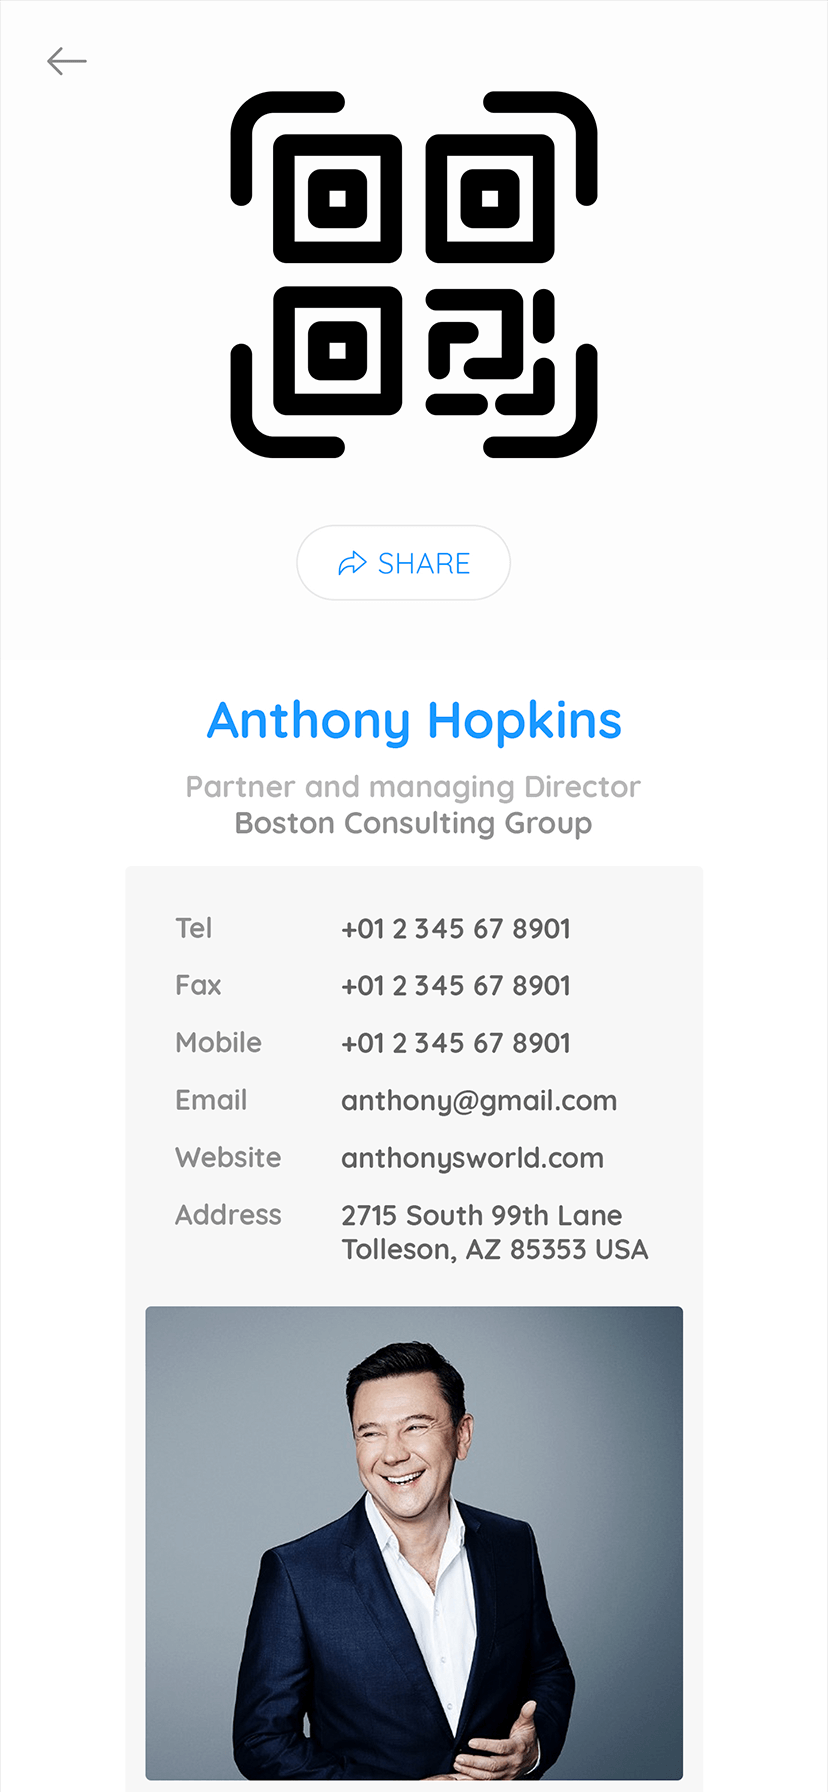 SHARE
Anthony Hopkins
Partner and managing Director
Boston Consulting Group
Tel +01 2 345 67 8901
Fax +01 2 345 67 8901
Mobile +01 2 345 67 8901
Email anthony@gmail.com
Website anthonysworld.com
Address 2715 South 99th Lane
Tolleson, AZ 85353 USA